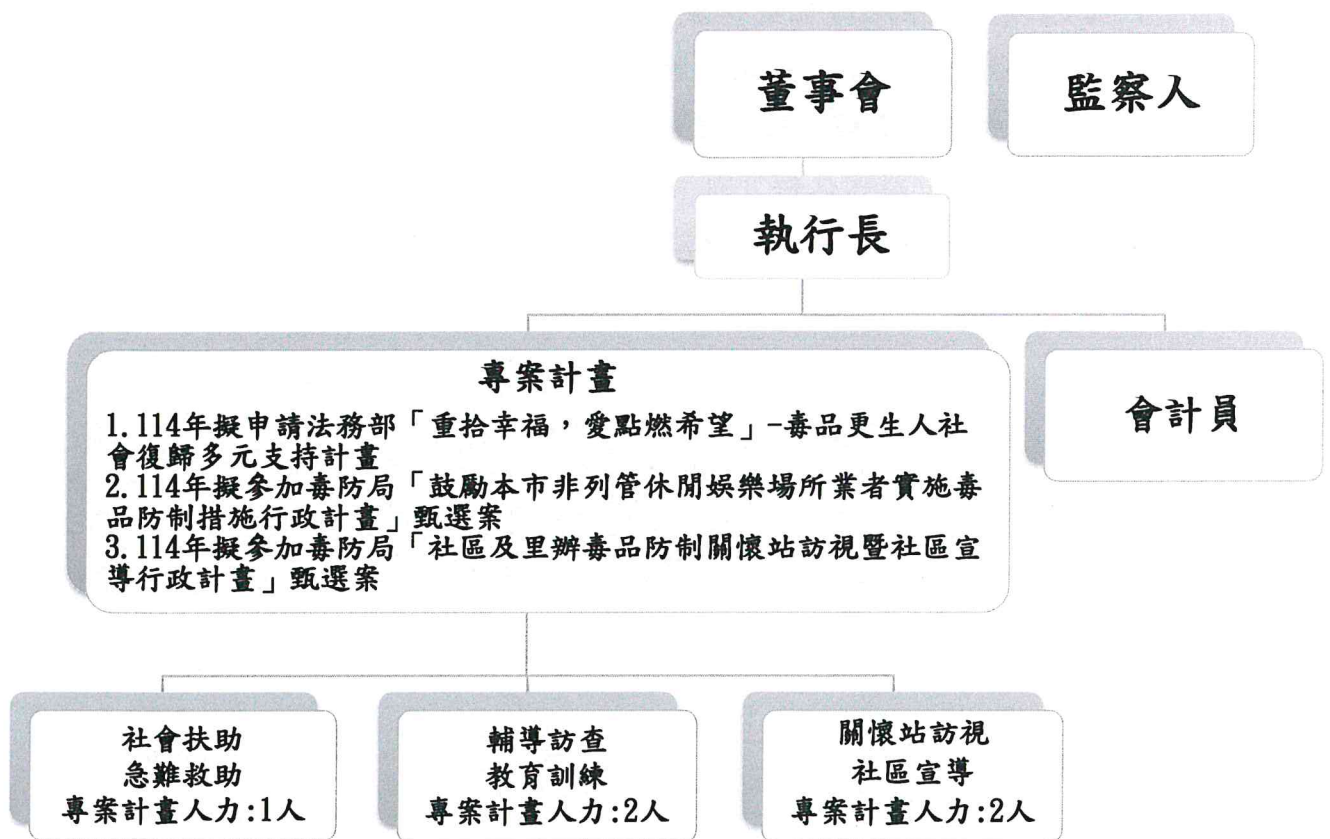 董事會
監察人
執行長
專案計畫
1.114年擬申請法務部「重拾幸福，愛點燃希望」-毒品更生人社
會復歸多元支持計畫
2.114年擬參加毒防局「鼓勵本市非列管休閒娛樂場所業者實施毒
品防制措施行政計畫」甄選案
3.114年擬參加毒防局「社區及里辦毒品防制關懷站訪視暨社區宣
導行政計畫」甄選案
會計員
社會扶助
急難救助
專案計畫人力:1人
輔導訪查
教育訓練
專案計畫人力:2人
關懷站訪視
社區宣導
專案計畫人力:2人